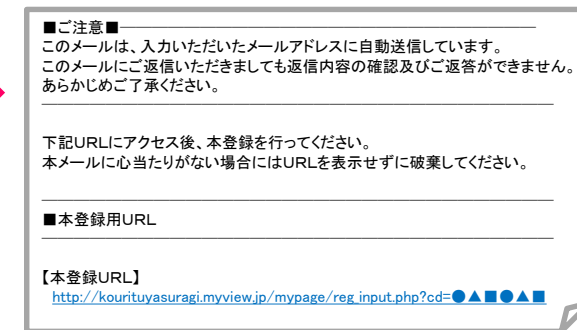 ■ご注意■――――――――――――――――――――――
このメールは、入力いただいたメールアドレスに自動送信しています。
このメールにご返信いただきましても返信内容の確認及びご返答ができません。
あらかじめご了承ください。
下記URLにアクセス後、本登録を行ってください。
本メールに心当たりがない場合にはURLを表示せずに破棄してください。
■本登録用URL
【本登録URL】
http://kourituyasuragi.myview.jp/mypage/reg_input.php?cd=●▲■●▲■